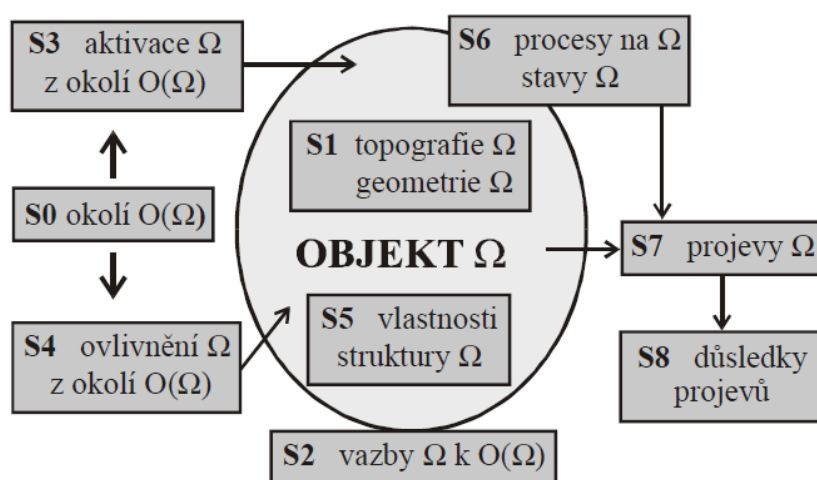 S3 aktivace Ω
z okolí O(Ω)
S6 procesy na Ω
stavy Ω
S1 topografie Ω
geometrie Ω
S0 okolí O(Ω)
OBJEKT Ω
S7 projevy Ω
S4 ovlivnění Ω
z okolí O(Ω)
S5 vlastnosti
struktury Ω
S8 důsledky
projevů
S2 vazby Ω k O(Ω)